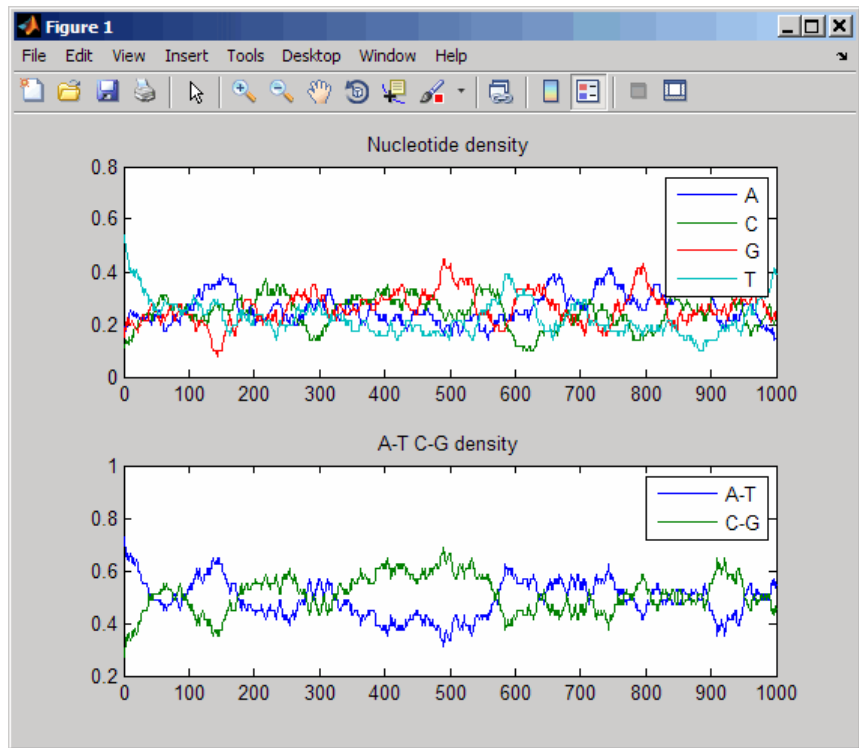 Figure 1
File Edit View Insert Tools Desktop Window Help
Nucleotide density
0.8
0.6
0.4
0.2
0
A
C
G
T
0 100 200 300 400 500 600 700 800 900 1000
A-T C-G density
1
0.8
0.6
0.4
0.2
A-T
C-G
0 100 200 300 400 500 600 700 800 900 1000